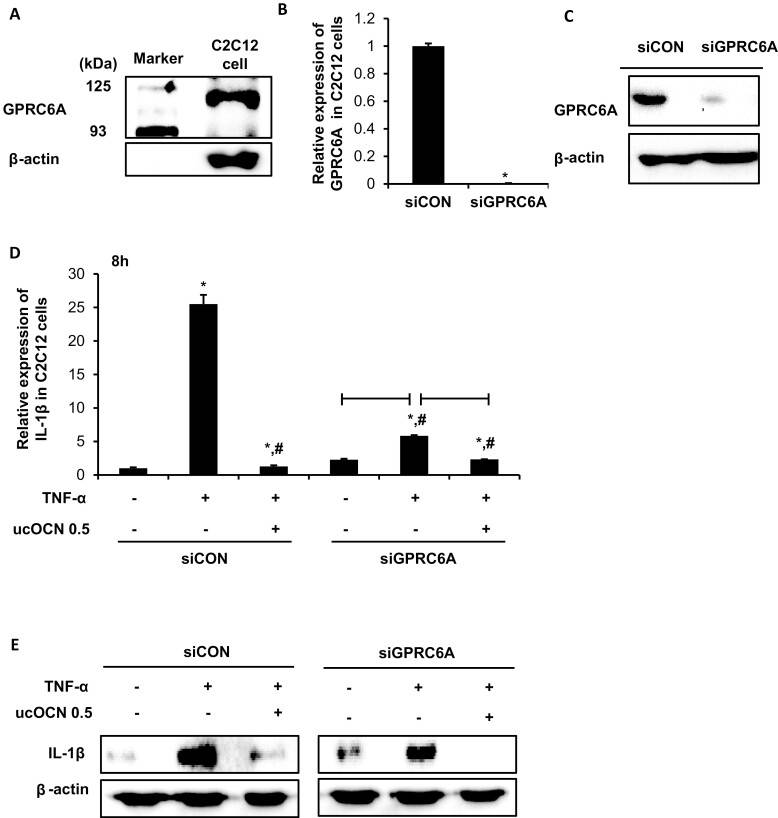 A
(kDa)
Marker
C2C12
cell
125
GPRC6A
93
β-actin
B
Relative expression of
GPRC6A in C2C12 cells
1.2
1
0.8
0.6
0.4
0.2
0
*
siCON siGPRC6A
C
siCON siGPRC6A
GPRC6A
β-actin
D
8h
Relative expression of
IL-1β in C2C12 cells
30
25
20
15
10
5
0
*
*,#
*,#
*,#
TNF-α - + + - + +
ucOCN 0.5 - - + - - +
siCON siGPRC6A
E
siCON siGPRC6A
TNF-α - + + - + +
ucOCN 0.5 - - + - - +
IL-1β
β-actin